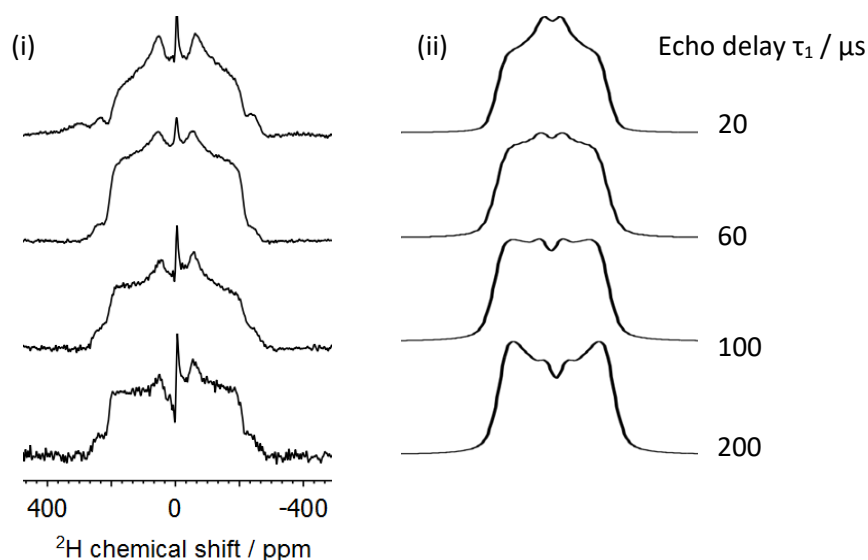 (i) (ii) Echo delay τ₁ / μs
20
60
100
200
400 0 -400
²H chemical shift / ppm